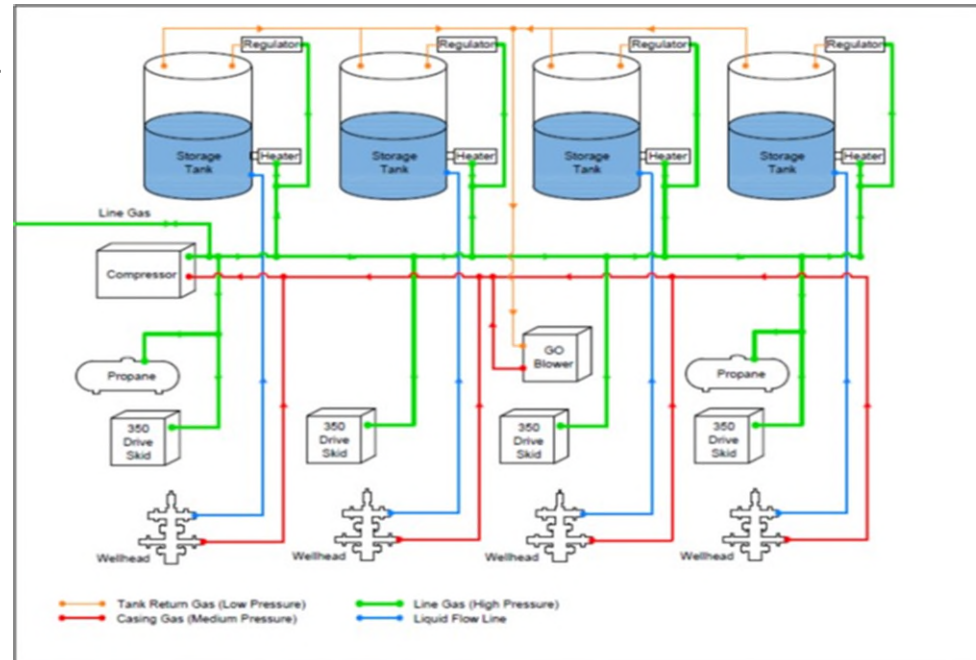 Regulator
Regulator
Regulator
Regulator
Storage
Tank
Heater
Storage
Tank
Heater
Storage
Tank
Heater
Storage
Tank
Heater
Line Gas
Compressor
GO
Blower
Propane
Propane
350
Drive
Skid
350
Drive
Skid
350
Drive
Skid
350
Drive
Skid
Wellhead
Wellhead
Wellhead
Wellhead
Tank Return Gas (Low Pressure)
Line Gas (High Pressure)
Casing Gas (Medium Pressure)
Liquid Flow Line